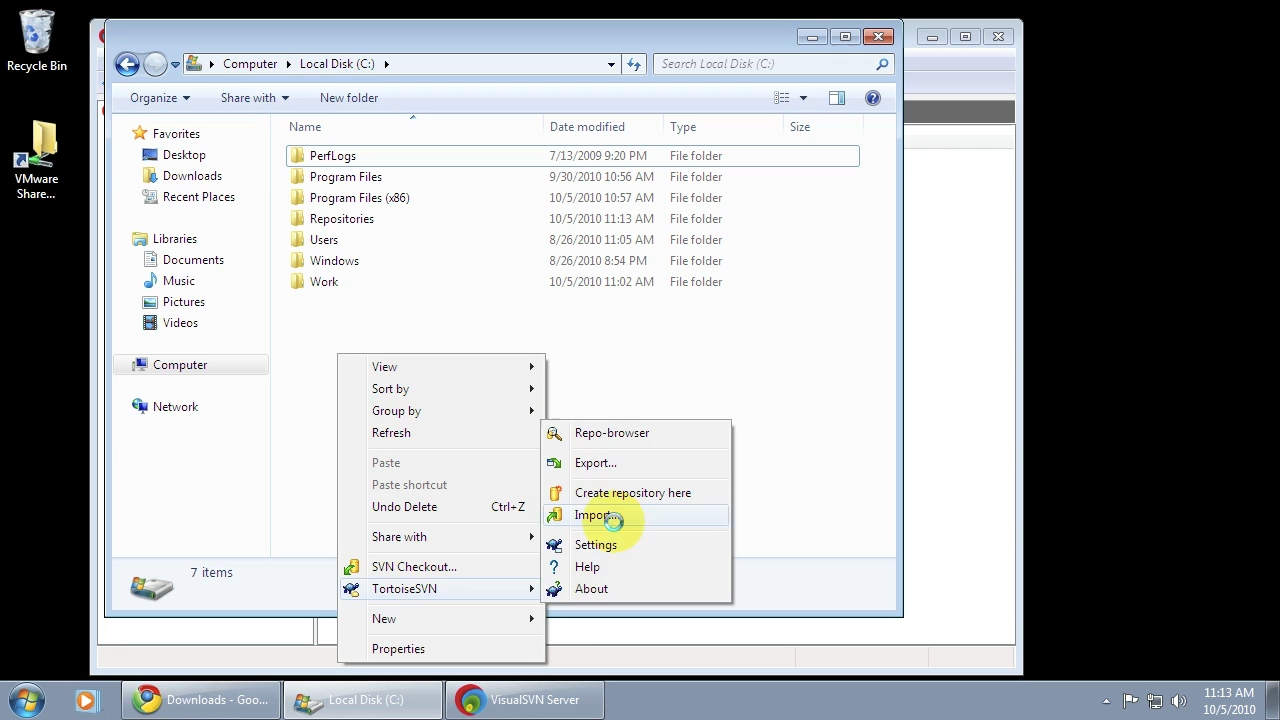 Recycle Bin
VMware
Share...
Computer
Local Disk (C:)
Search Local Disk (C:)
Organize
Share with
New folder
Name
Date modified
Type
Size
Favorites
Desktop
Downloads
Recent Places
Libraries
Documents
Music
Pictures
Videos
Computer
Network
PerfLogs 7/13/2009 9:20 PM File folder
Program Files 9/30/2010 10:56 AM File folder
Program Files (x86) 10/5/2010 10:57 AM File folder
Repositories 10/5/2010 11:13 AM File folder
Users 8/26/2010 11:05 AM File folder
Windows 8/26/2010 8:54 PM File folder
Work 10/5/2010 11:02 AM File folder
7 items
View
Sort by
Group by
Refresh
Paste
Paste shortcut
Undo Delete Ctrl+Z
Share with
SVN Checkout...
TortoiseSVN
New
Properties
Repo-browser
Export...
Create repository here
Import...
Settings
Help
About
Downloads - Goo...
Local Disk (C:)
VisualSVN Server
11:13 AM
10/5/2010